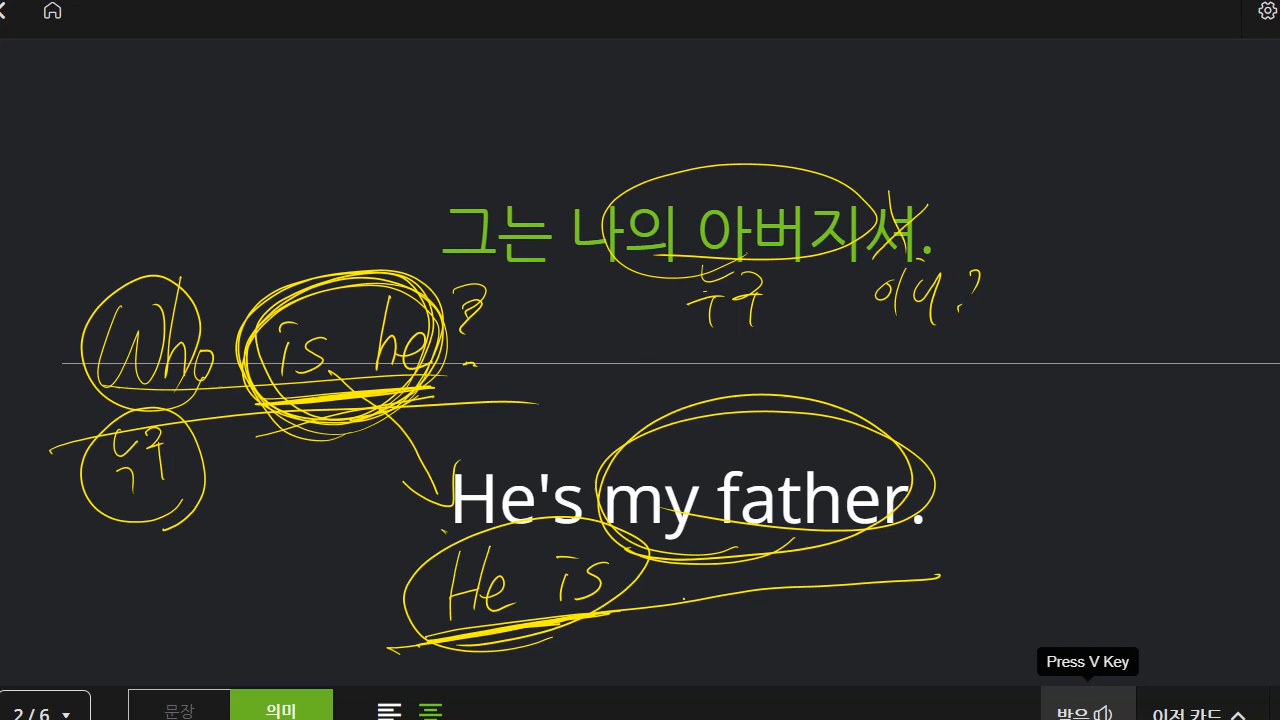 그는 나의 아버지셔.
누구 이야?
Who is he?
누구
He's my father.
He is
Press V Key
2 / 6 문장 의미 발음 이전 카드